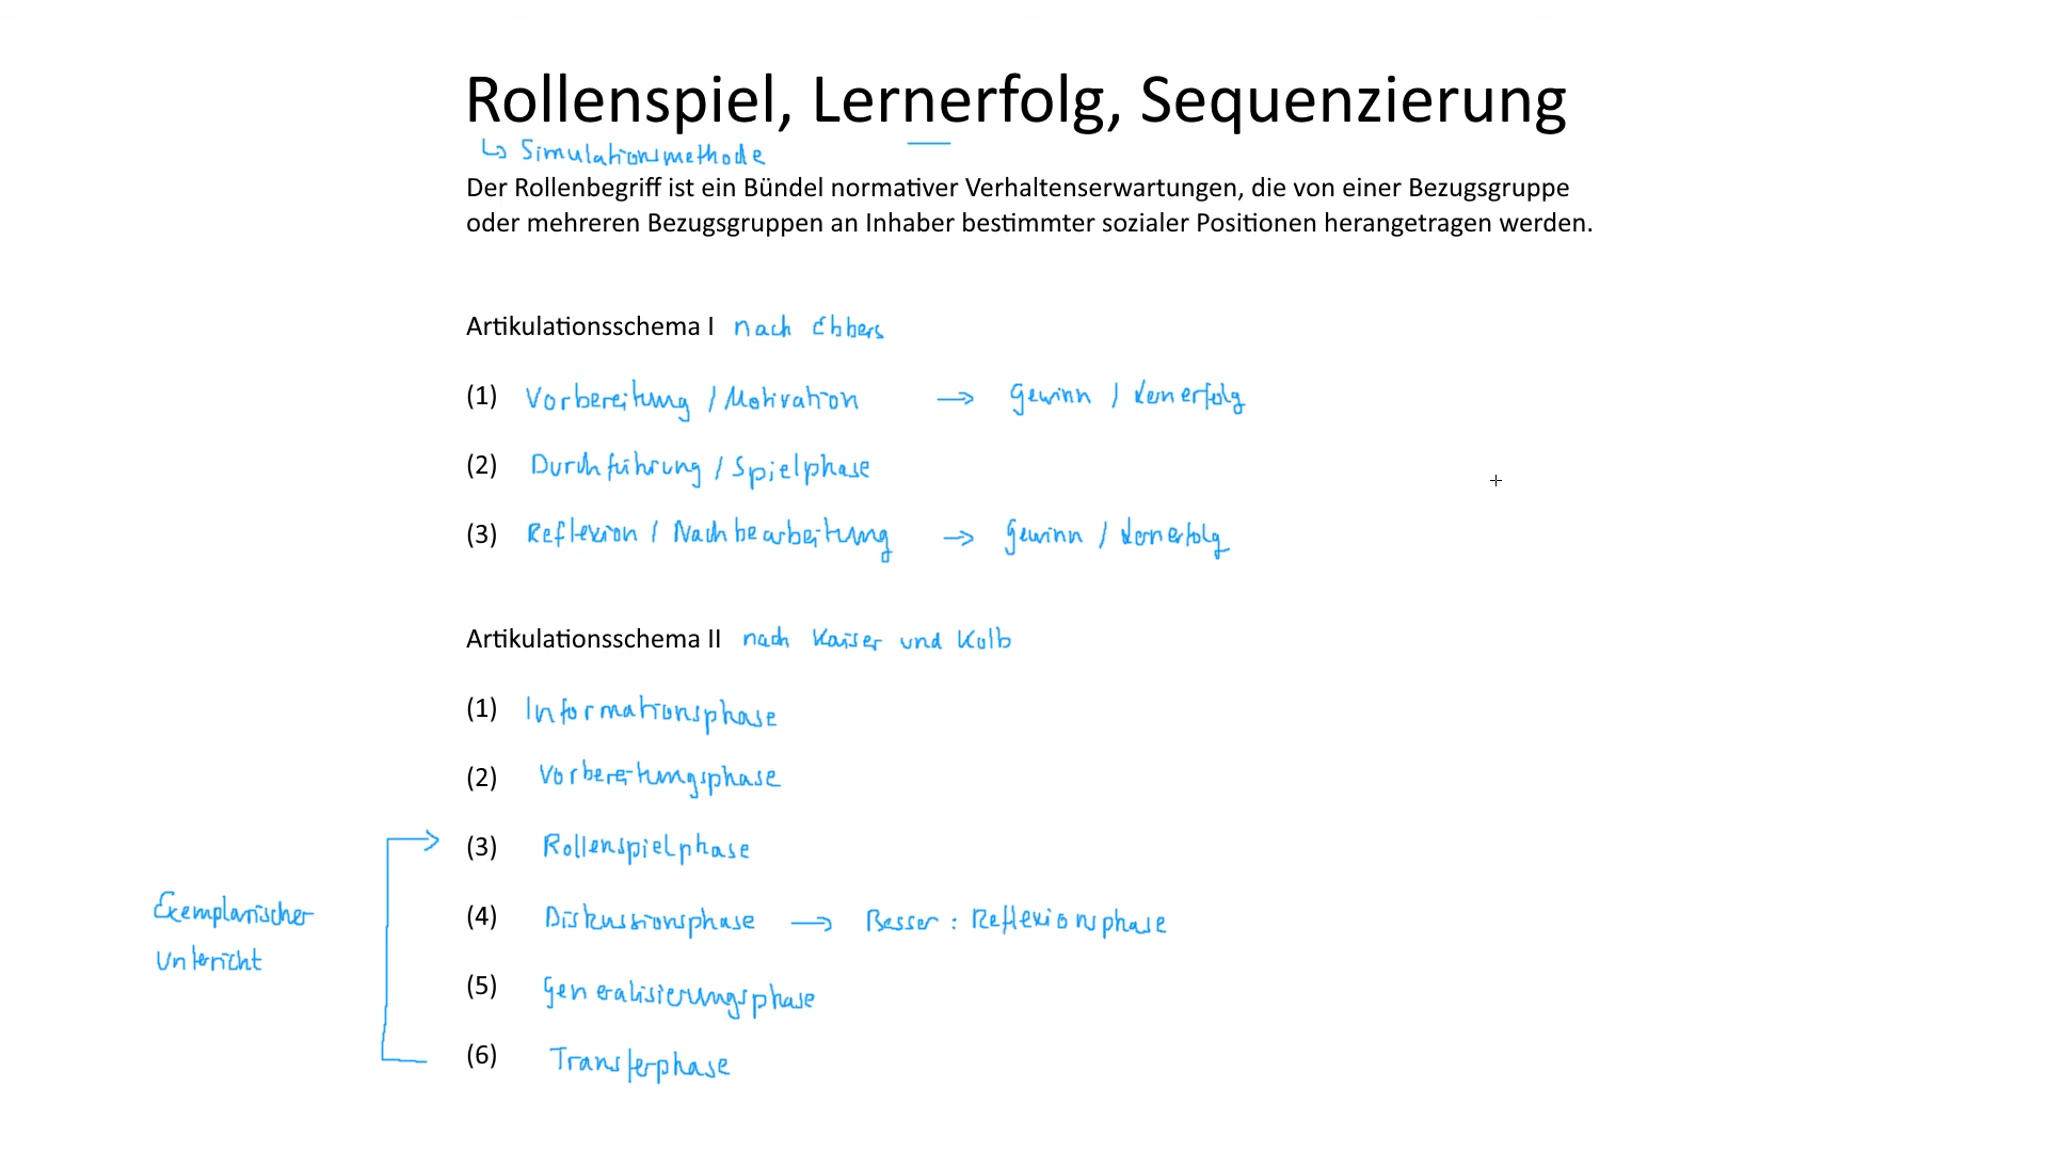 Rollenspiel, Lernerfolg, Sequenzierung
↳ Simulationsmethode
Der Rollenbegriff ist ein Bündel normativer Verhaltenserwartungen, die von einer Bezugsgruppe
oder mehreren Bezugsgruppen an Inhaber bestimmter sozialer Positionen herangetragen werden.
Artikulationsschema I nach Ebbers
(1) Vorbereitung / Motivation → Gewinn / Lernerfolg
(2) Durchführung / Spielphase
(3) Reflexion / Nachbearbeitung → Gewinn / Lernerfolg
Artikulationsschema II nach Kaiser und Kolb
(1) Informationsphase
(2) Vorbereitungsphase
(3) Rollenspielphase
Exemplarischer
Unterricht
(4) Diskussionsphase → Besser : Reflexionsphase
(5) Generalisierungsphase
(6) Transferphase